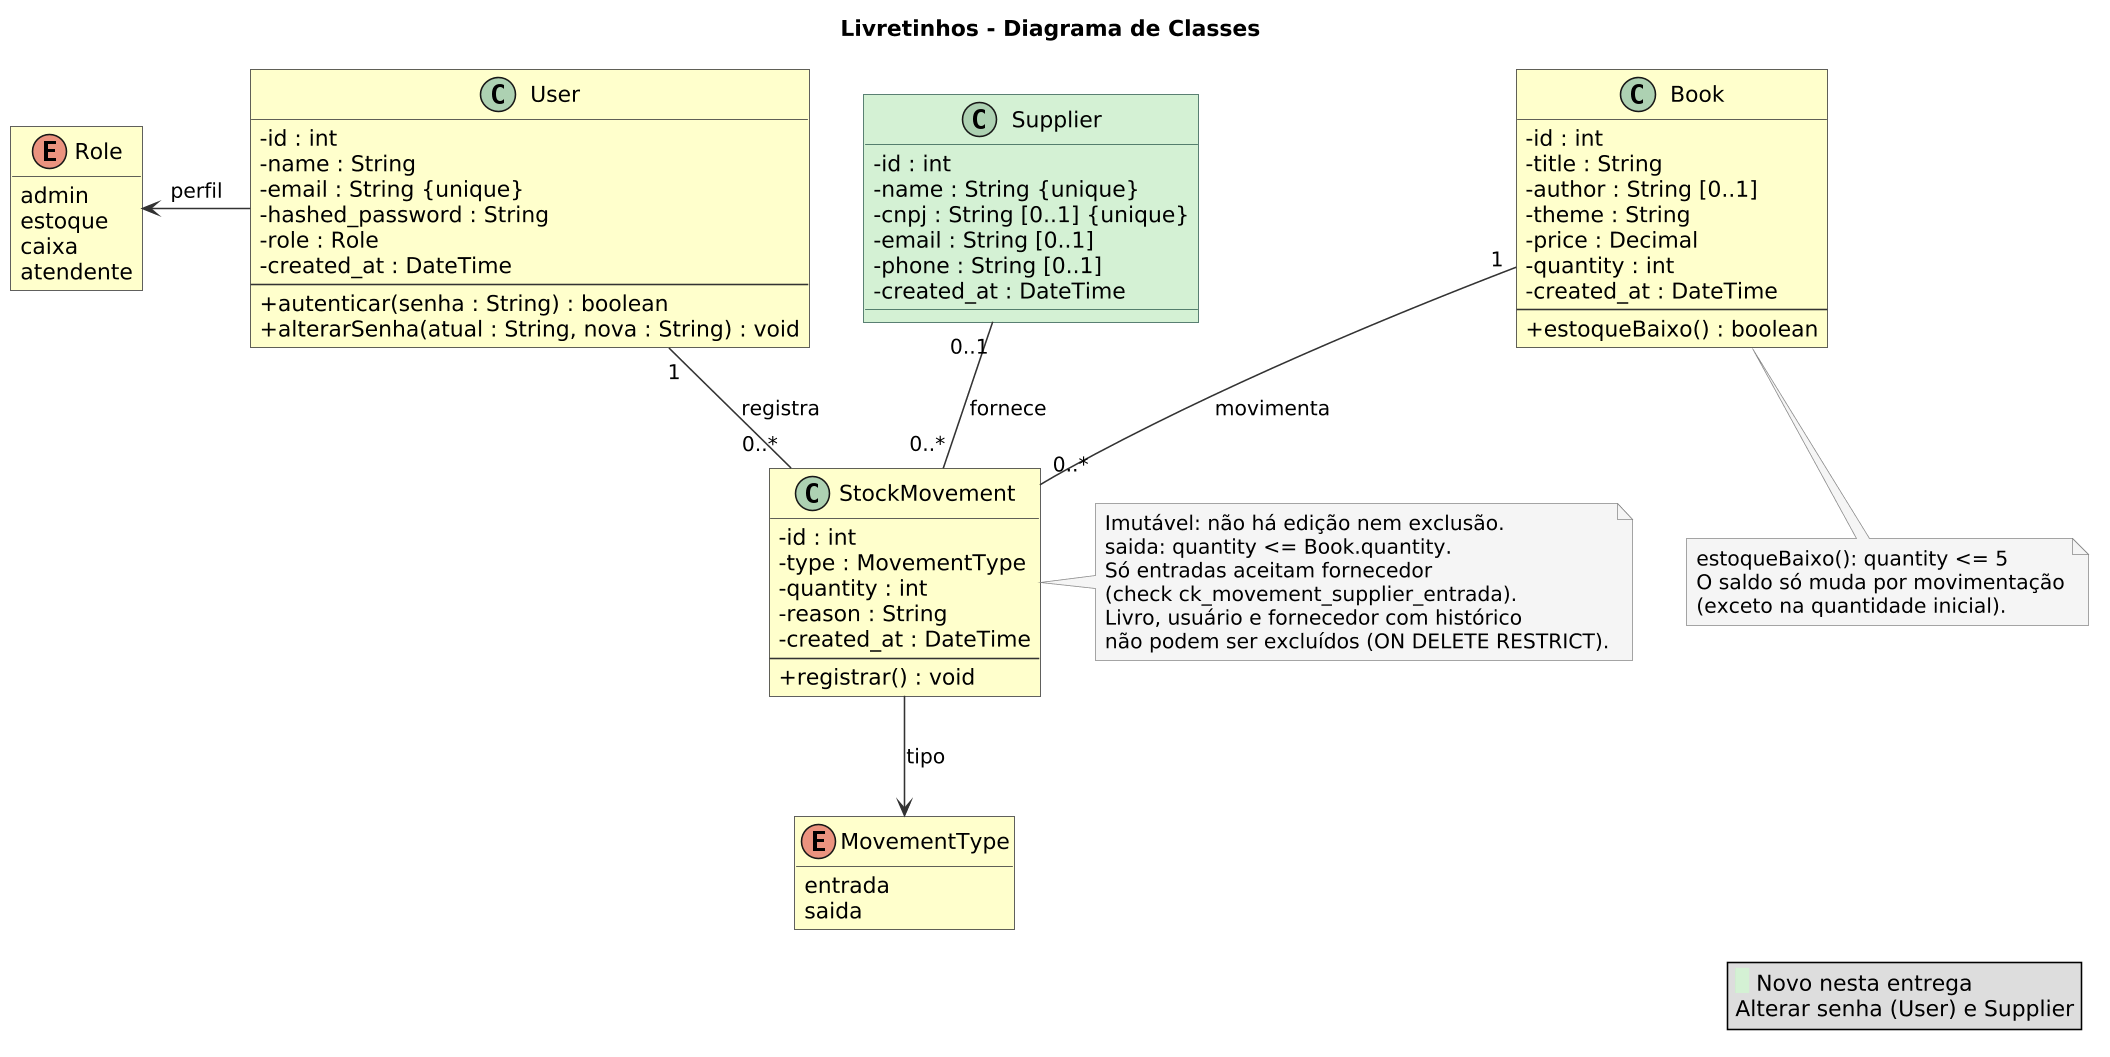 Livretinhos - Diagrama de Classes
E Role
admin
estoque
caixa
atendente
perfil
C User
-id : int
-name : String
-email : String {unique}
-hashed_password : String
-role : Role
-created_at : DateTime
+autenticar(senha : String) : boolean
+alterarSenha(atual : String, nova : String) : void
C Supplier
-id : int
-name : String {unique}
-cnpj : String [0..1] {unique}
-email : String [0..1]
-phone : String [0..1]
-created_at : DateTime
C Book
-id : int
-title : String
-author : String [0..1]
-theme : String
-price : Decimal
-quantity : int
-created_at : DateTime
+estoqueBaixo() : boolean
1
registra
0..*
0..1
fornece
0..*
1
movimenta
0..*
C StockMovement
-id : int
-type : MovementType
-quantity : int
-reason : String
-created_at : DateTime
+registrar() : void
Imutável: não há edição nem exclusão.
saida: quantity <= Book.quantity.
Só entradas aceitam fornecedor
(check ck_movement_supplier_entrada).
Livro, usuário e fornecedor com histórico
não podem ser excluídos (ON DELETE RESTRICT).
estoqueBaixo(): quantity <= 5
O saldo só muda por movimentação
(exceto na quantidade inicial).
tipo
E MovementType
entrada
saida
Novo nesta entrega
Alterar senha (User) e Supplier